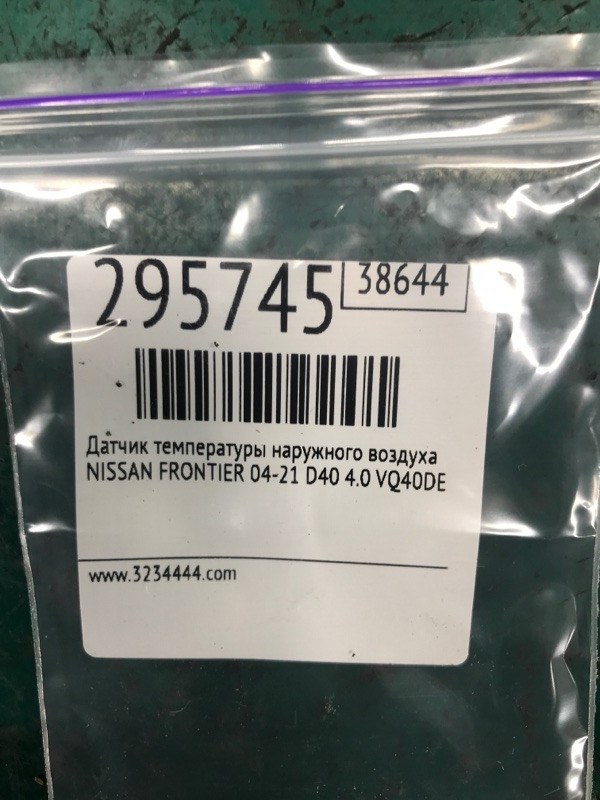 295745 38644
Датчик температуры наружного воздуха
NISSAN FRONTIER 04-21 D40 4.0 VQ40DE
www.3234444.com